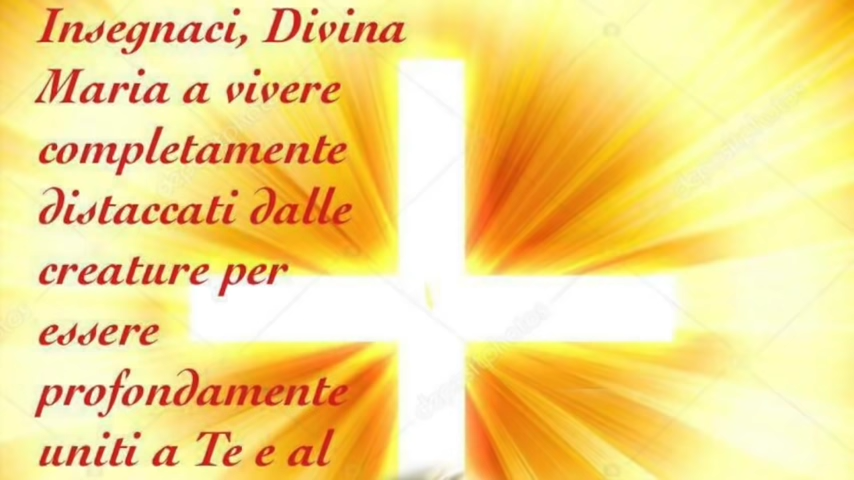 Insegnaci, Divina
Maria a vivere
completamente
distaccati dalle
creature per
essere
profondamente
uniti a Te e al